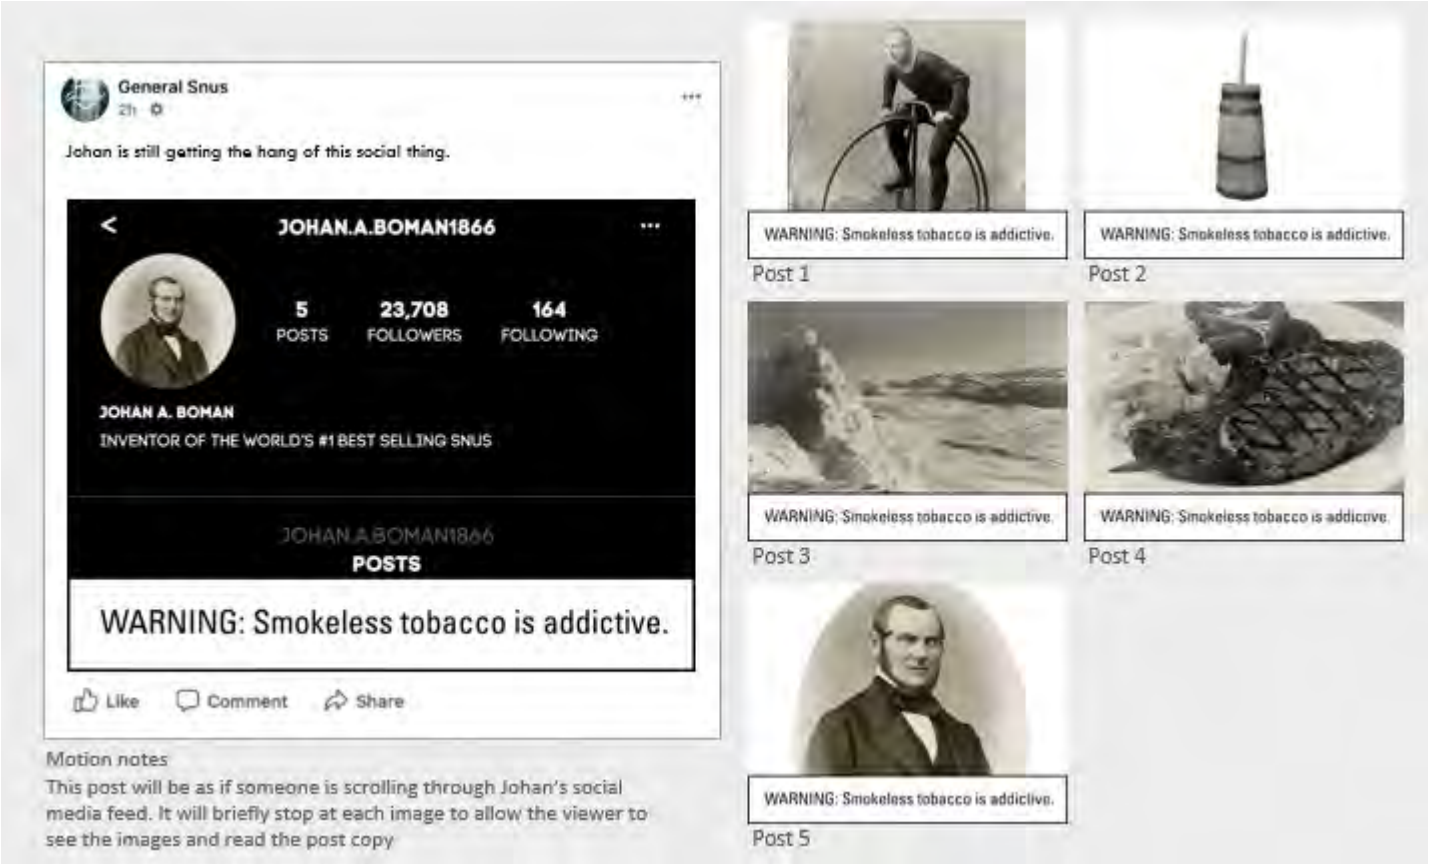 General Snus
2h
Johan is still getting the hang of this social thing.
<
JOHAN.A.BOMAN1866
...
5
POSTS
23,708
FOLLOWERS
164
FOLLOWING
JOHAN A. BOMAN
INVENTOR OF THE WORLD'S #1 BEST SELLING SNUS
JOHAN.A.BOMAN1866
POSTS
WARNING: Smokeless tobacco is addictive.
Like
Comment
Share
Motion notes
This post will be as if someone is scrolling through Johan's social
media feed. It will briefly stop at each image to allow the viewer to
see the images and read the post copy
WARNING: Smokeless tobacco is addictive.
Post 1
WARNING: Smokeless tobacco is addictive.
Post 2
WARNING: Smokeless tobacco is addictive.
Post 3
WARNING: Smokeless tobacco is addictive.
Post 4
WARNING: Smokeless tobacco is addictive.
Post 5